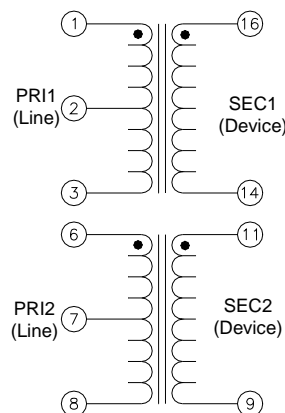 1
16
PRI1
(Line)
2
SEC1
(Device)
3
14
6
11
PRI2
(Line)
7
SEC2
(Device)
8
9